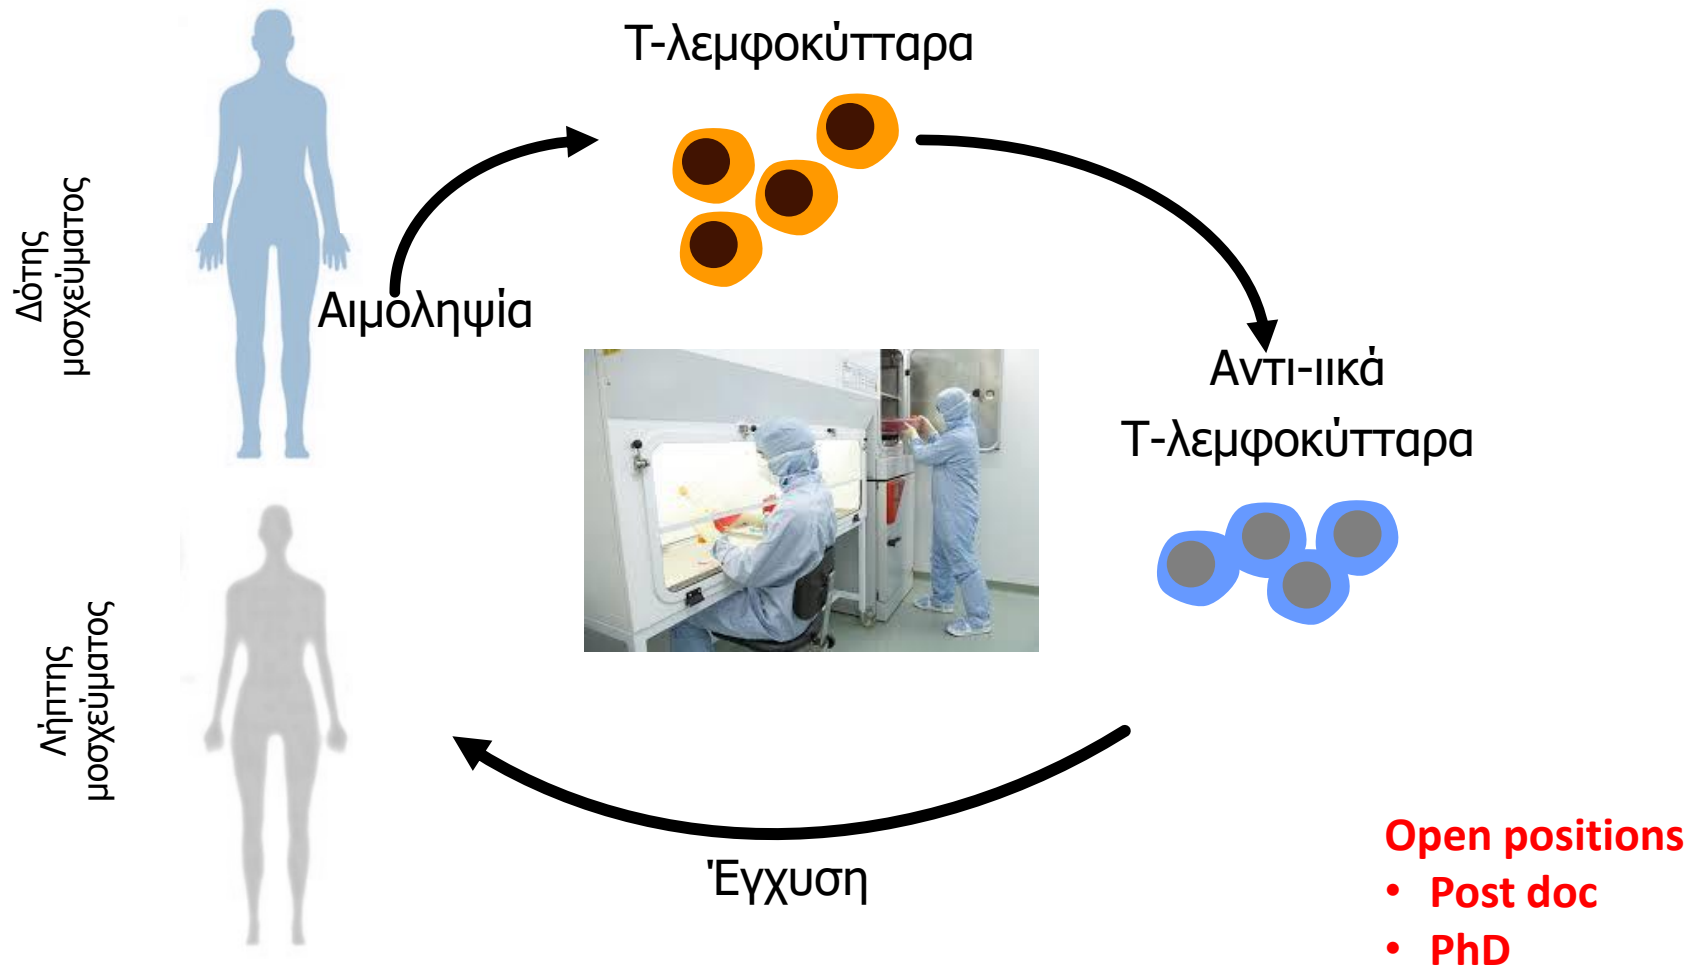 Τ-λεμφοκύτταρα
Δότης
μοσχεύματος
Αιμοληψία
Αντι-ιικά
Τ-λεμφοκύτταρα
Λήπτης
μοσχεύματος
Έγχυση
Open positions
• Post doc
• PhD